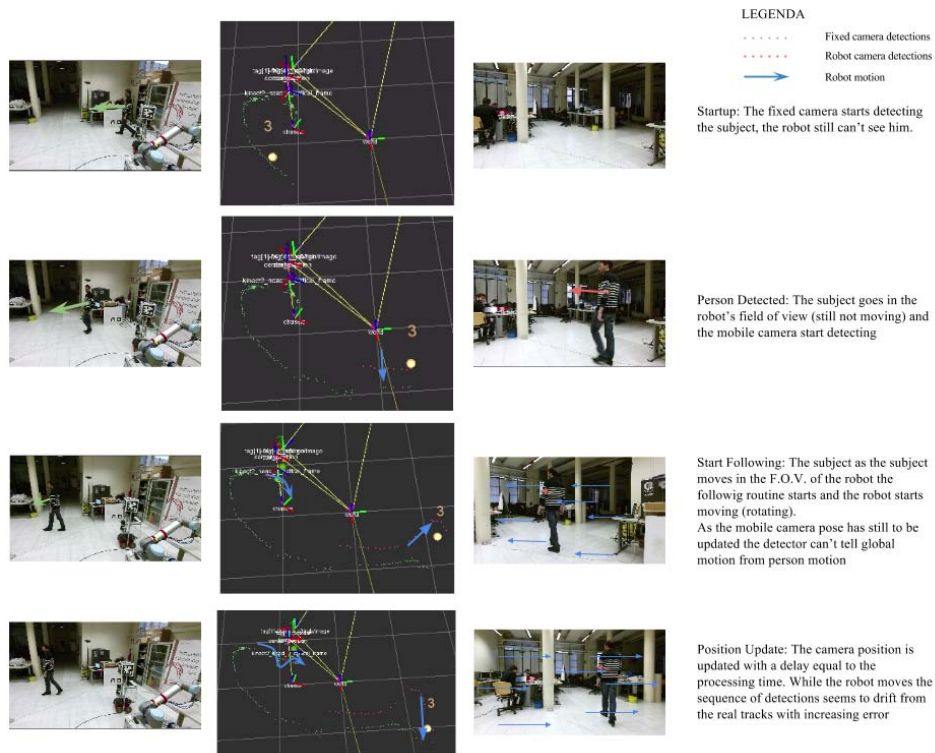 LEGENDA
Fixed camera detections
Robot camera detections
Robot motion
3
world
Startup: The fixed camera starts detecting
the subject, the robot still can't see him.
3
world
Person Detected: The subject goes in the
robot's field of view (still not moving) and
the mobile camera start detecting
3
world
Start Following: The subject as the subject
moves in the F.O.V. of the robot the
followig routine starts and the robot starts
moving (rotating).
As the mobile camera pose has still to be
updated the detector can't tell global
motion from person motion
3
world
Position Update: The camera position is
updated with a delay equal to the
processing time. While the robot moves the
sequence of detections seems to drift from
the real tracks with increasing error